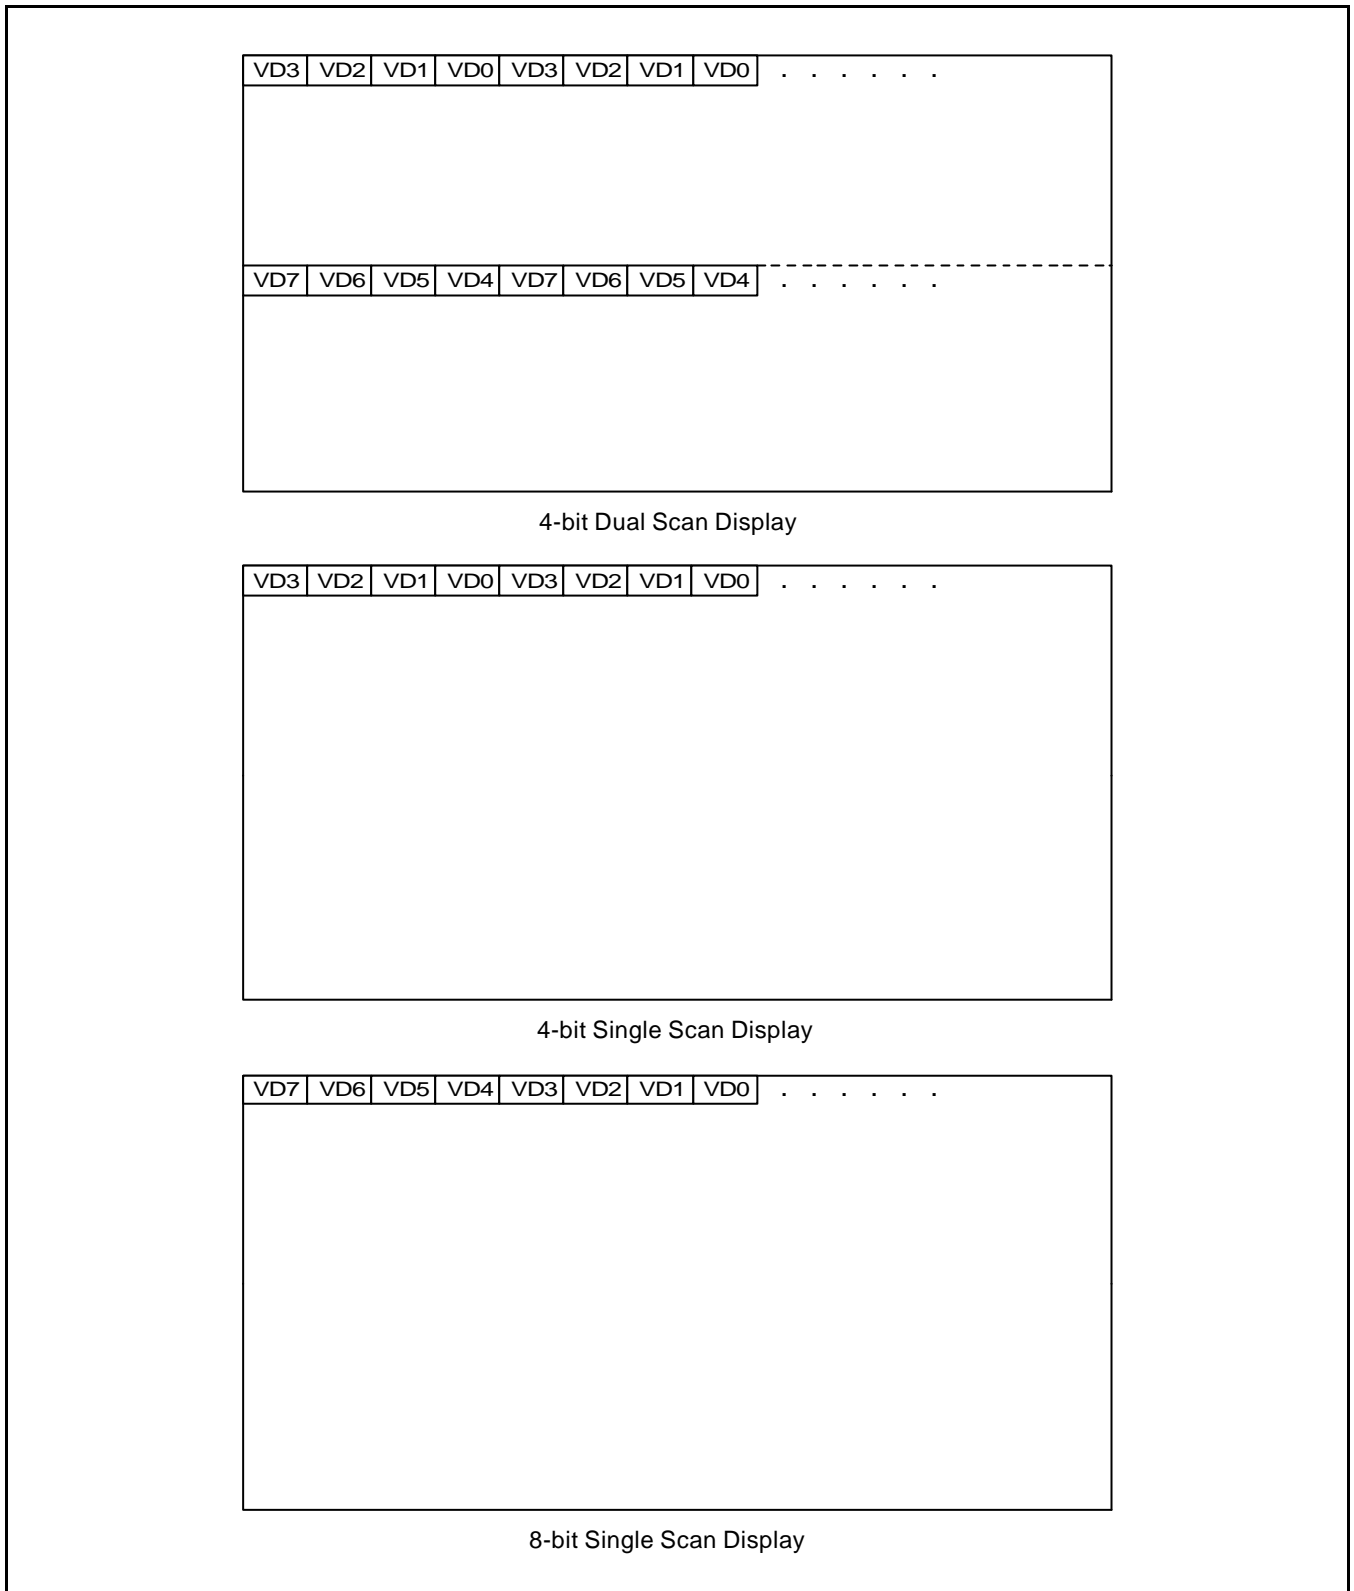 VD3 VD2 VD1 VD0 VD3 VD2 VD1 VD0 . . . . . .
VD7 VD6 VD5 VD4 VD7 VD6 VD5 VD4 . . . . . .
4-bit Dual Scan Display
VD3 VD2 VD1 VD0 VD3 VD2 VD1 VD0 . . . . . .
4-bit Single Scan Display
VD7 VD6 VD5 VD4 VD3 VD2 VD1 VD0 . . . . . .
8-bit Single Scan Display